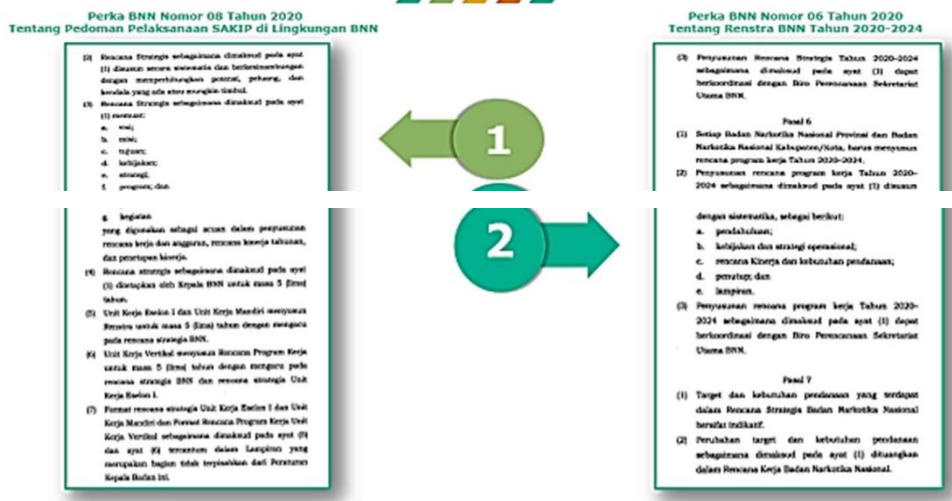 Perka BNN Nomor 08 Tahun 2020
Tentang Pedoman Pelaksanaan SAKIP di Lingkungan BNN
(2) Rencana Strategis sebagaimana dimaksud pada ayat
(1) disusun secara sistematis dan berkesinambungan
dengan memperhitungkan potensi, peluang, dan
kendala yang ada atau mungkin timbul.
(3) Rencana Strategis sebagaimana dimaksud pada ayat
(1) memuat:
a. visi;
b. misi;
c. tujuan;
d. kebijakan;
e. strategi;
f. program; dan
g. kegiatan
yang digunakan sebagai acuan dalam penyusunan
rencana kerja dan anggaran, rencana kinerja tahunan,
dan penetapan kinerja.
(4) Rencana strategis sebagaimana dimaksud pada ayat
(1) ditetapkan oleh Kepala BNN untuk masa 5 (lima)
tahun.
(5) Unit Kerja Eselon I dan Unit Kerja Mandiri menyusun
Renstra untuk masa 5 (lima) tahun dengan mengacu
pada rencana strategis BNN.
(6) Unit Kerja Vertikal menyusun Rencana Program Kerja
untuk masa 5 (lima) tahun dengan mengacu pada
rencana strategis BNN dan rencana strategis Unit
Kerja Eselon I.
(7) Format rencana strategis Unit Kerja Eselon I dan Unit
Kerja Mandiri dan Format Rencana Program Kerja Unit
Kerja Vertikal sebagaimana dimaksud pada ayat (5)
dan ayat (6) tercantum dalam Lampiran yang
merupakan bagian tidak terpisahkan dari Peraturan
Kepala Badan ini.
1
2
Perka BNN Nomor 06 Tahun 2020
Tentang Renstra BNN Tahun 2020-2024
(3) Penyusunan Rencana Strategis Tahun 2020-2024
sebagaimana dimaksud pada ayat (1) dapat
berkoordinasi dengan Biro Perencanaan Sekretariat
Utama BNN.
Pasal 6
(1) Setiap Badan Narkotika Nasional Provinsi dan Badan
Narkotika Nasional Kabupaten/Kota, harus menyusun
rencana program kerja Tahun 2020-2024.
(2) Penyusunan rencana program kerja Tahun 2020-
2024 sebagaimana dimaksud pada ayat (1) disusun
dengan sistematika, sebagai berikut:
a. pendahuluan;
b. kebijakan dan strategi operasional;
c. rencana Kinerja dan kebutuhan pendanaan;
d. penutup; dan
e. lampiran.
(3) Penyusunan rencana program kerja Tahun 2020-
2024 sebagaimana dimaksud pada ayat (1) dapat
berkoordinasi dengan Biro Perencanaan Sekretariat
Utama BNN.
Pasal 7
(1) Target dan kebutuhan pendanaan yang terdapat
dalam Rencana Strategis Badan Narkotika Nasional
bersifat indikatif.
(2) Perubahan target dan kebutuhan pendanaan
sebagaimana dimaksud pada ayat (1) dituangkan
dalam Rencana Kerja Badan Narkotika Nasional.